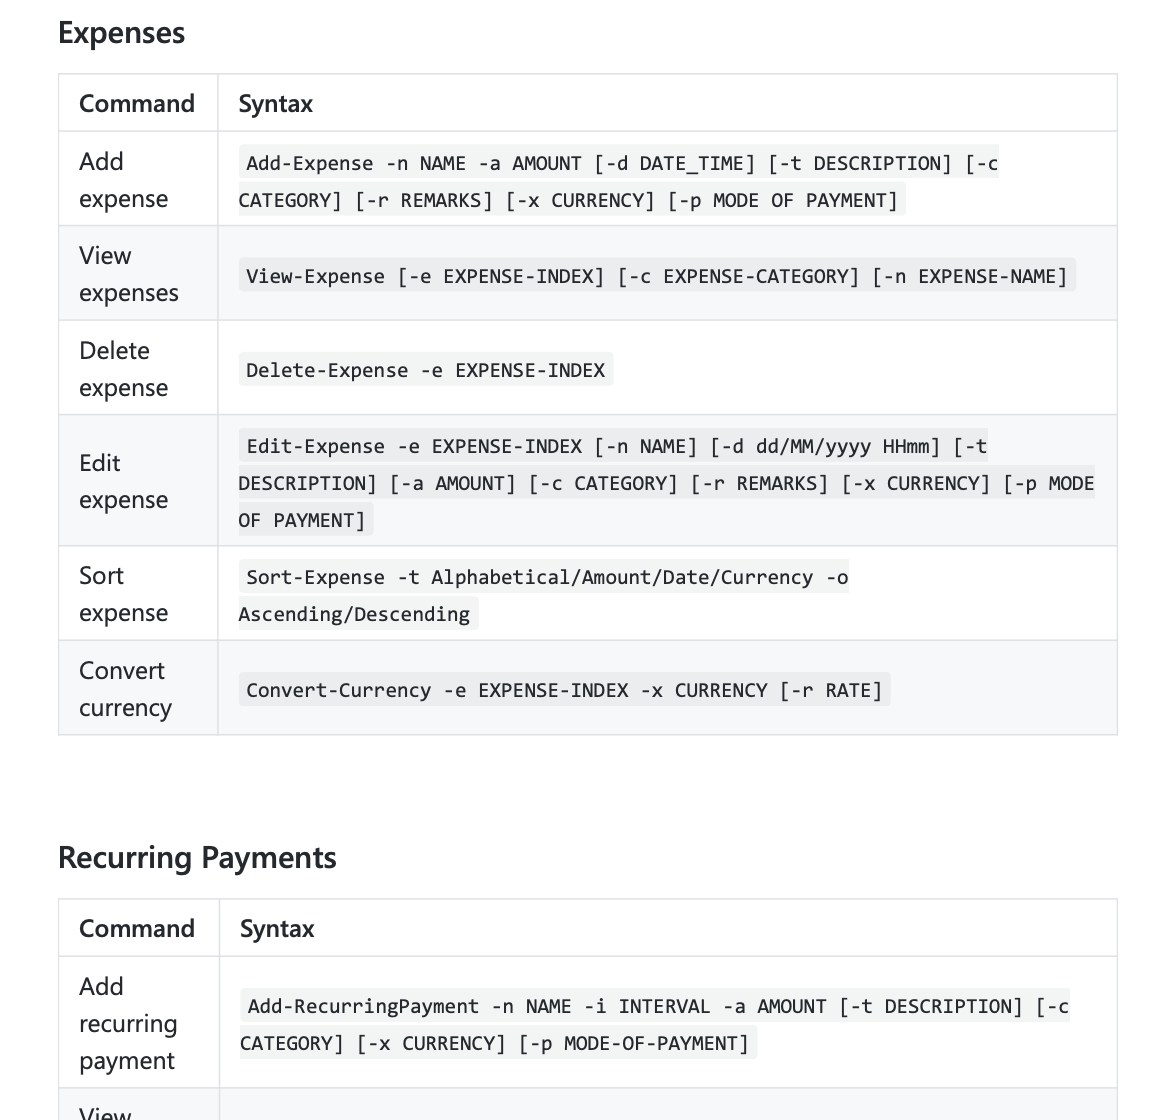 Expenses
Command Syntax
Add
expense
Add-Expense -n NAME -a AMOUNT [-d DATE_TIME] [-t DESCRIPTION] [-c
CATEGORY] [-r REMARKS] [-x CURRENCY] [-p MODE OF PAYMENT]
View
expenses
View-Expense [-e EXPENSE-INDEX] [-c EXPENSE-CATEGORY] [-n EXPENSE-NAME]
Delete
expense
Delete-Expense -e EXPENSE-INDEX
Edit
expense
Edit-Expense -e EXPENSE-INDEX [-n NAME] [-d dd/MM/yyyy HHmm] [-t
DESCRIPTION] [-a AMOUNT] [-c CATEGORY] [-r REMARKS] [-x CURRENCY] [-p MODE
OF PAYMENT]
Sort
expense
Sort-Expense -t Alphabetical/Amount/Date/Currency -o
Ascending/Descending
Convert
currency
Convert-Currency -e EXPENSE-INDEX -x CURRENCY [-r RATE]
Recurring Payments
Command Syntax
Add
recurring
payment
Add-RecurringPayment -n NAME -i INTERVAL -a AMOUNT [-t DESCRIPTION] [-c
CATEGORY] [-x CURRENCY] [-p MODE-OF-PAYMENT]
View